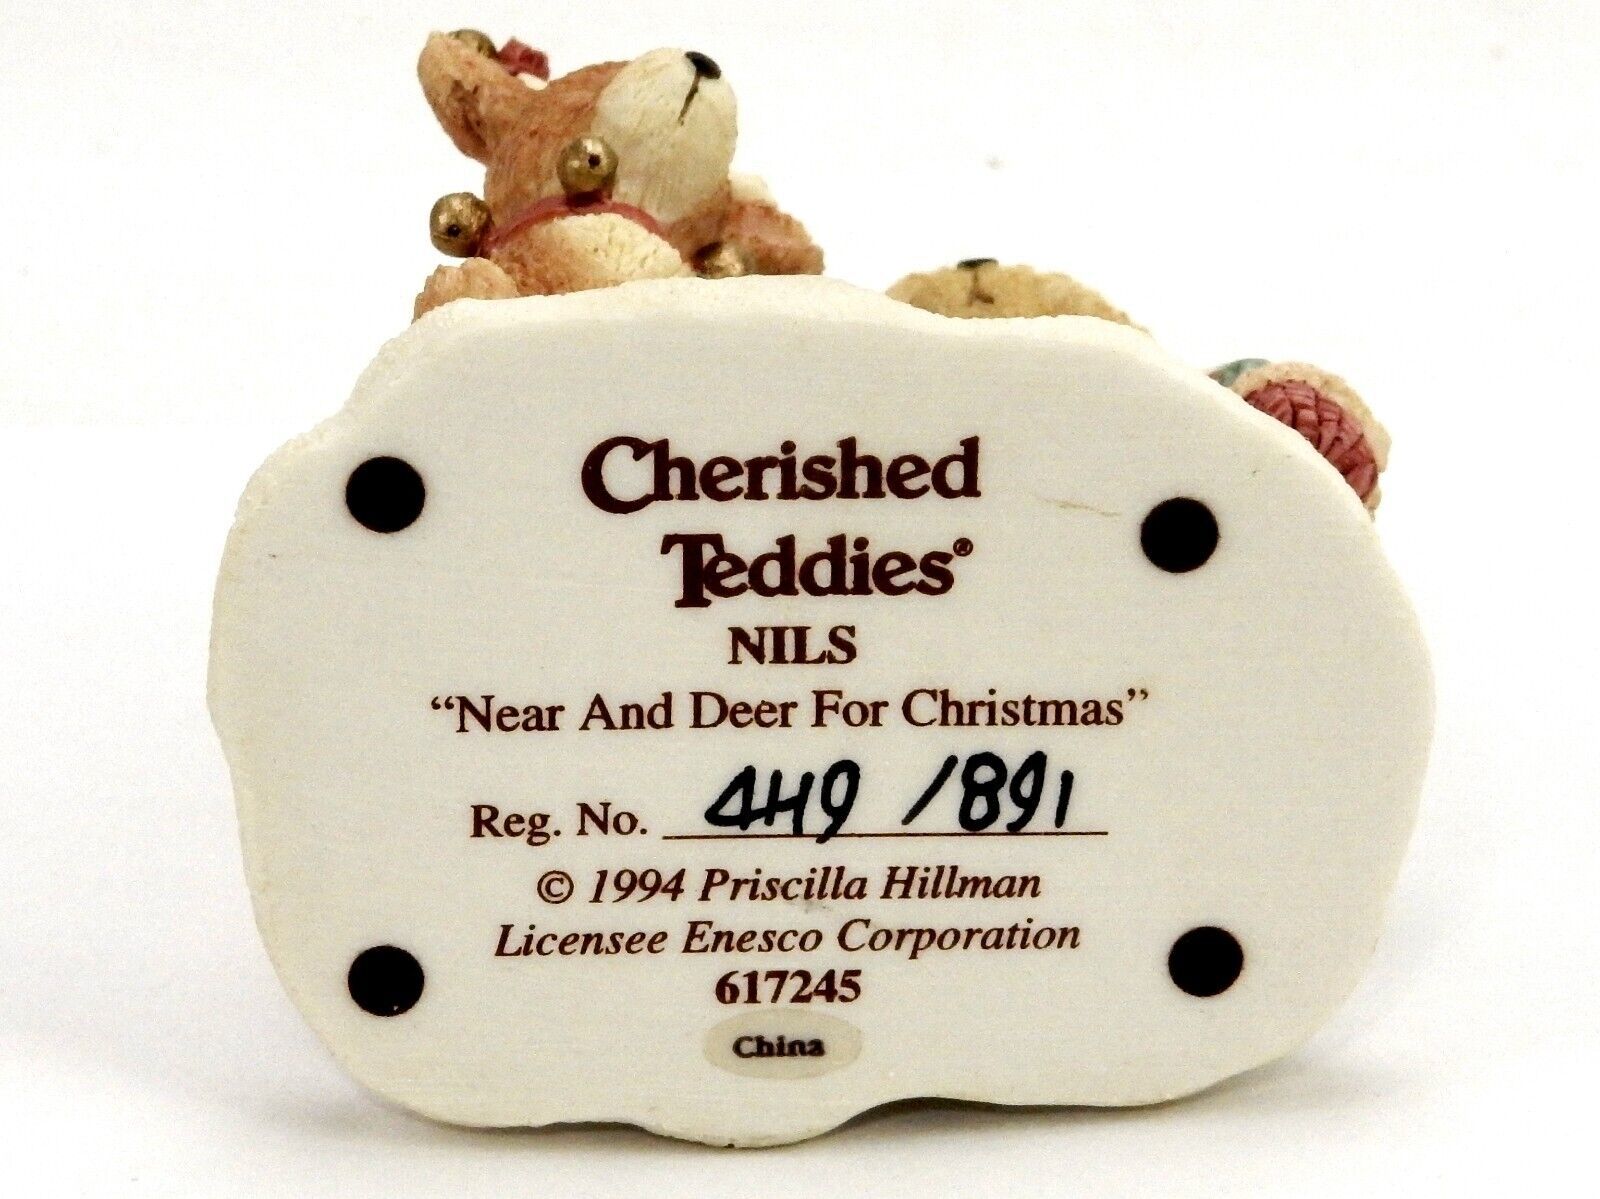 Cherished
Teddies®
NILS
“Near And Deer For Christmas”
Reg. No. 4H9 /891
© 1994 Priscilla Hillman
Licensee Enesco Corporation
617245
China